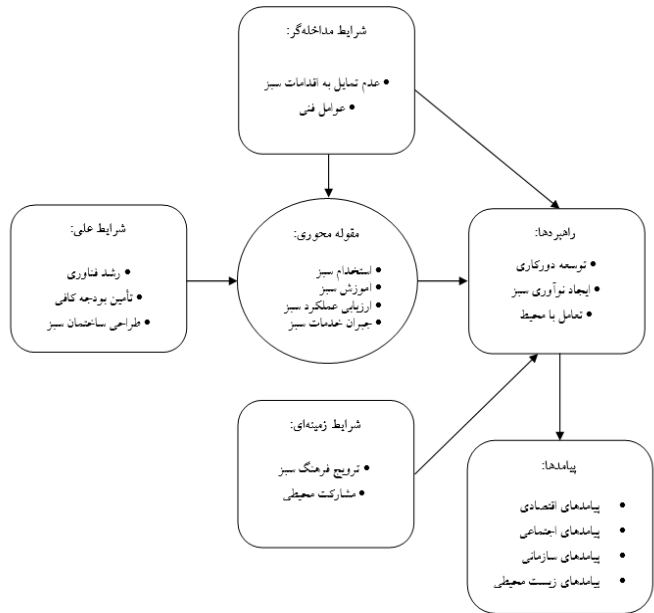 شرایط مداخله‌گر:
• عدم تمایل به اقدامات سبز
• عوامل فنی
شرایط علی:
• رشد فناوری
• تأمین بودجه کافی
• طراحی ساختمان سبز
مقوله محوری:
• استخدام سبز
• آموزش سبز
• ارزیابی عملکرد سبز
• جبران خدمات سبز
راهبردها:
• توسعه دورکاری
• ایجاد نوآوری سبز
• تعامل با محیط
شرایط زمینه‌ای:
• ترویج فرهنگ سبز
• مشارکت محیطی
پیامدها:
• پیامدهای اقتصادی
• پیامدهای اجتماعی
• پیامدهای سازمانی
• پیامدهای زیست محیطی